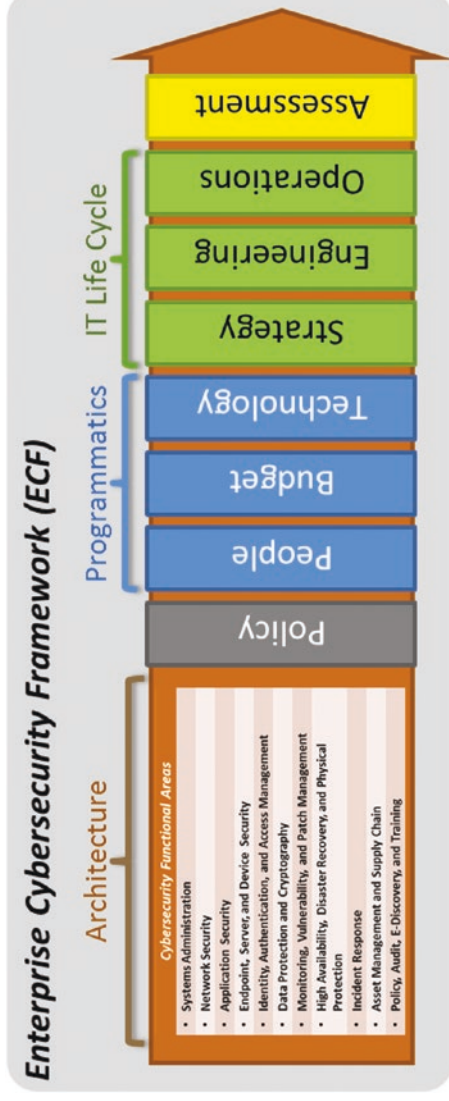 Enterprise Cybersecurity Framework (ECF)
Architecture
Programmatics
IT Life Cycle
Cybersecurity Functional Areas
• Systems Administration
• Network Security
• Application Security
• Endpoint, Server, and Device Security
• Identity, Authentication, and Access Management
• Data Protection and Cryptography
• Monitoring, Vulnerability, and Patch Management
• High Availability, Disaster Recovery, and Physical
Protection
• Incident Response
• Asset Management and Supply Chain
• Policy, Audit, E-Discovery, and Training
Policy
People
Budget
Technology
Strategy
Engineering
Operations
Assessment